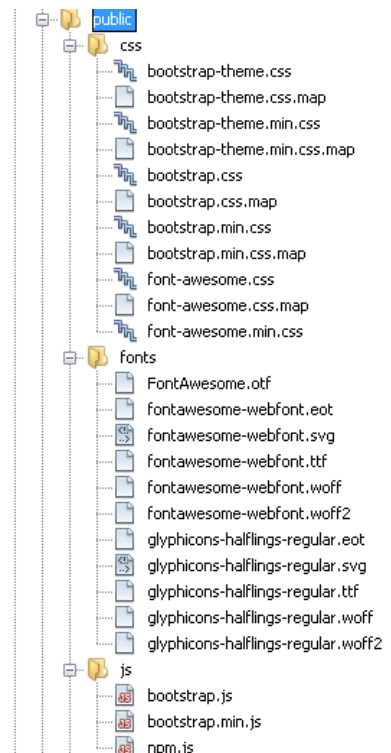 public
css
bootstrap-theme.css
bootstrap-theme.css.map
bootstrap-theme.min.css
bootstrap-theme.min.css.map
bootstrap.css
bootstrap.css.map
bootstrap.min.css
bootstrap.min.css.map
font-awesome.css
font-awesome.css.map
font-awesome.min.css
fonts
FontAwesome.otf
fontawesome-webfont.eot
fontawesome-webfont.svg
fontawesome-webfont.ttf
fontawesome-webfont.woff
fontawesome-webfont.woff2
glyphicons-halflings-regular.eot
glyphicons-halflings-regular.svg
glyphicons-halflings-regular.ttf
glyphicons-halflings-regular.woff
glyphicons-halflings-regular.woff2
js
bootstrap.js
bootstrap.min.js
npm.js